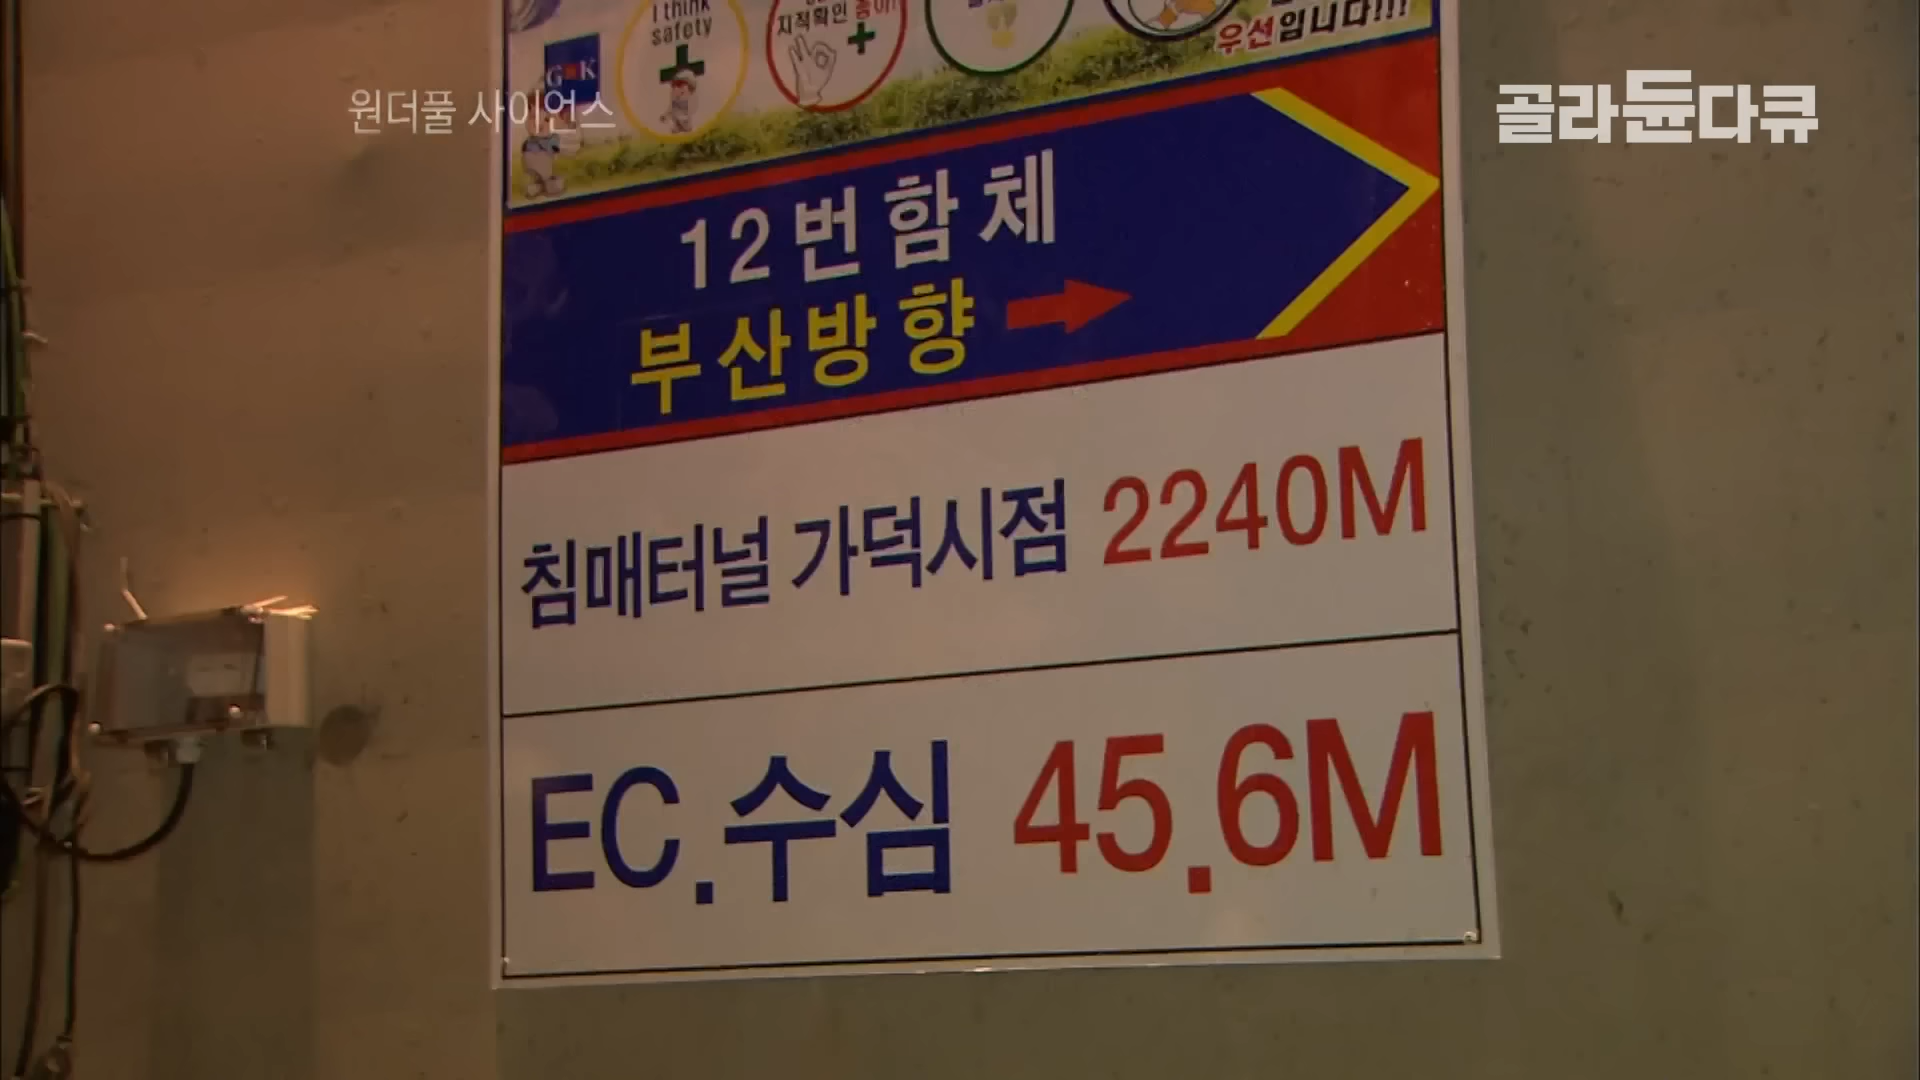 I think
safety
지적확인 좋아!
우선입니다!!!
G K
원더풀 사이언스
골라듄다큐
12번함체
부산방향
침매터널 가덕시점 2240M
EC.수심 45.6M